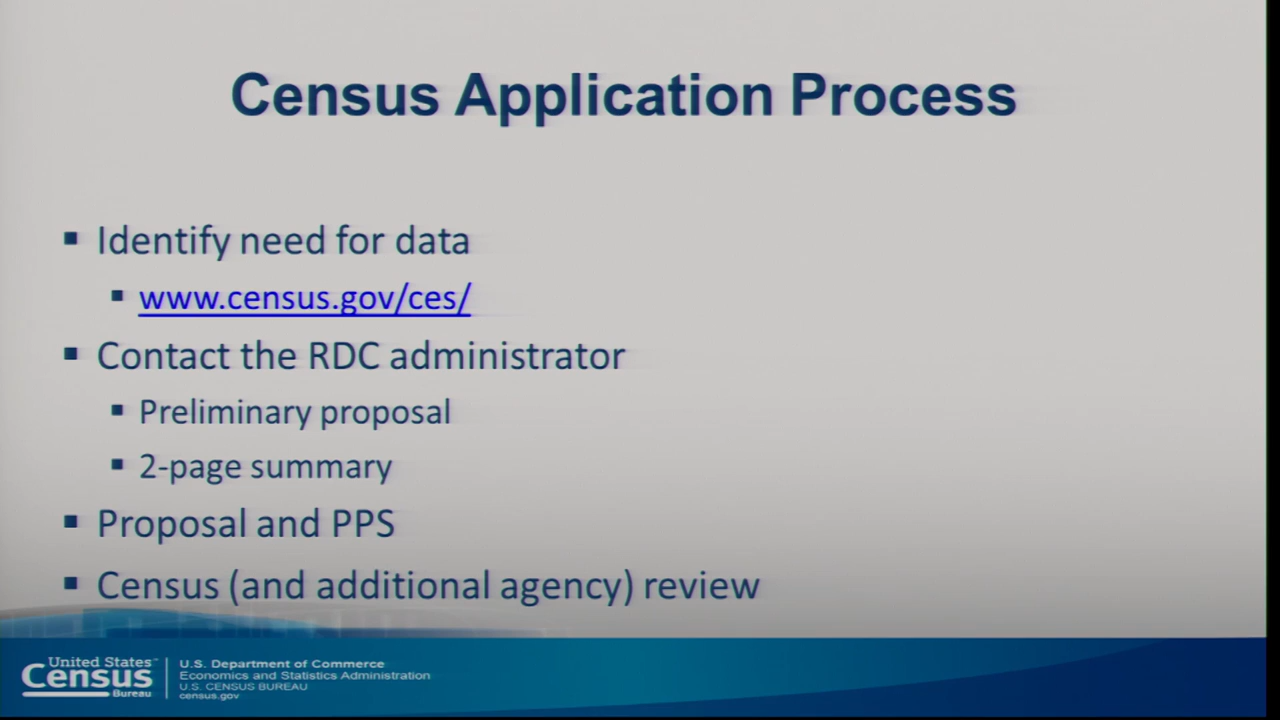 Census Application Process
▪ Identify need for data
▪ www.census.gov/ces/
▪ Contact the RDC administrator
▪ Preliminary proposal
▪ 2-page summary
▪ Proposal and PPS
▪ Census (and additional agency) review
United States™
Census
Bureau
U.S. Department of Commerce
Economics and Statistics Administration
U.S. CENSUS BUREAU
census.gov